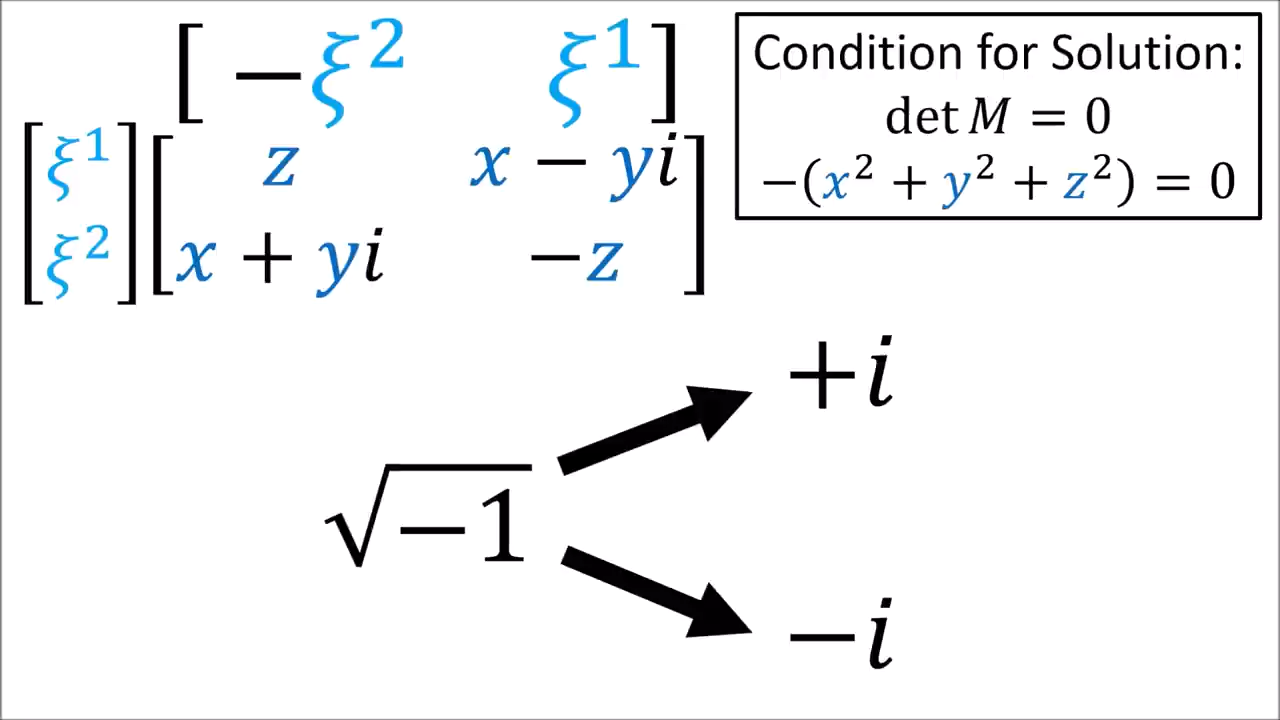 [ −ξ² ξ¹ ]
[ ξ¹ ] [ z x − yi ]
[ ξ² ] [ x + yi −z ]
Condition for Solution:
det M = 0
−(x² + y² + z²) = 0
+i
√−1
−i